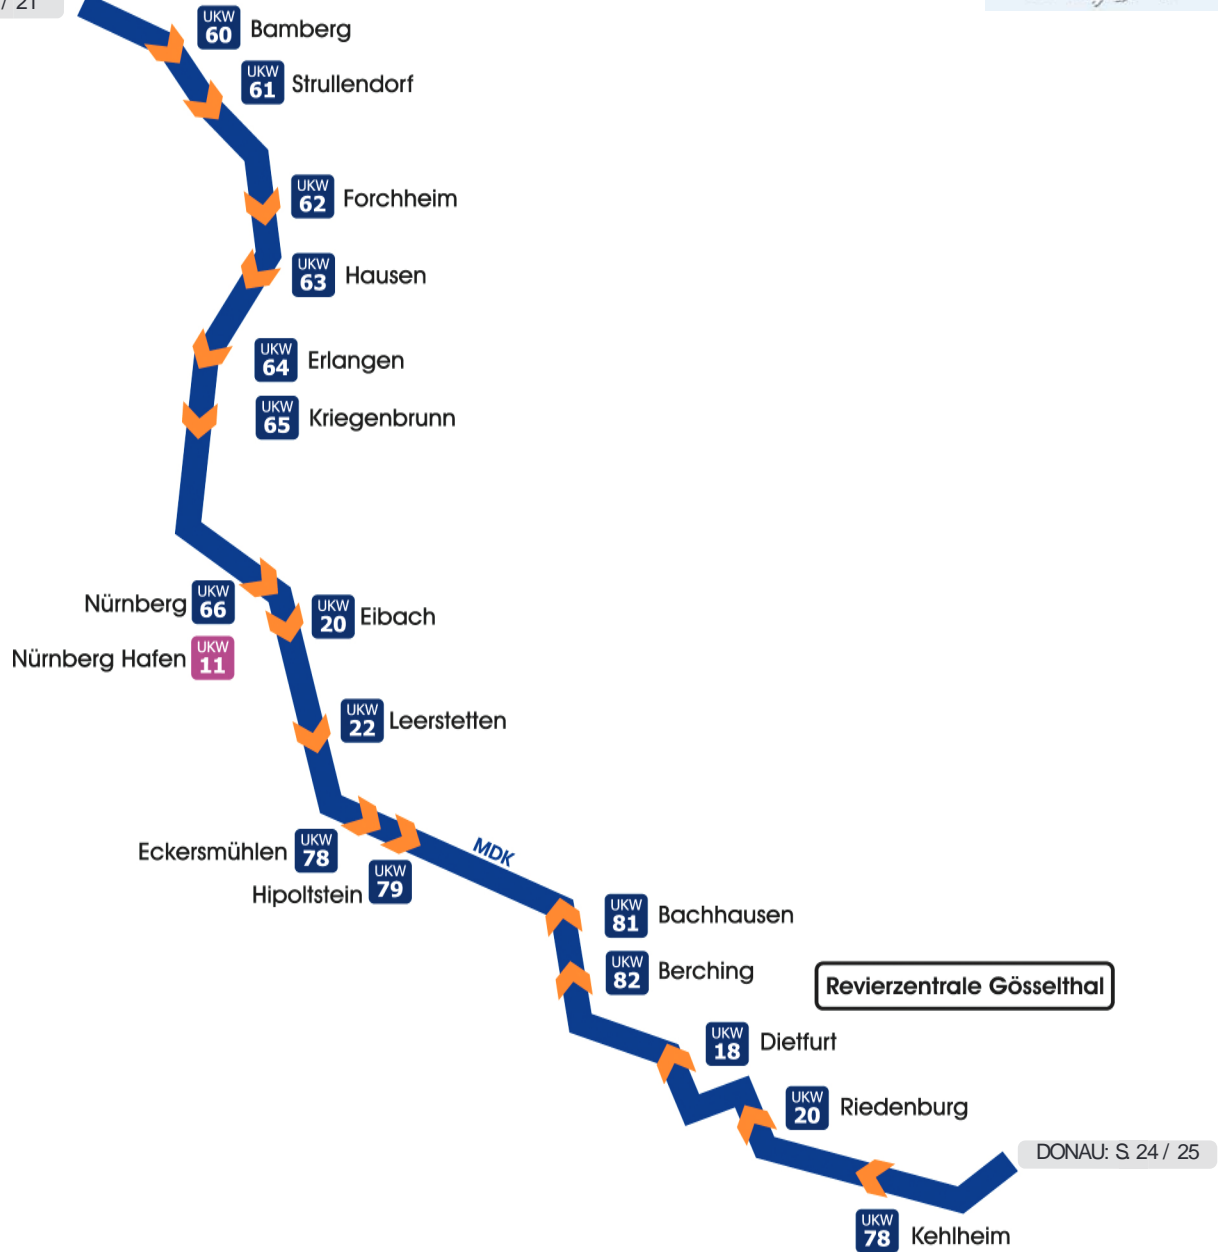 / 21
UKW
60 Bamberg
UKW
61 Strullendorf
UKW
62 Forchheim
UKW
63 Hausen
UKW
64 Erlangen
UKW
65 Kriegenbrunn
Nürnberg UKW
66
UKW
20 Eibach
Nürnberg Hafen UKW
11
UKW
22 Leerstetten
Eckersmühlen UKW
78
Hipoltstein UKW
79
MDK
UKW
81 Bachhausen
UKW
82 Berching
Revierzentrale Gösselthal
UKW
18 Dietfurt
UKW
20 Riedenburg
DONAU: S. 24 / 25
UKW
78 Kehlheim